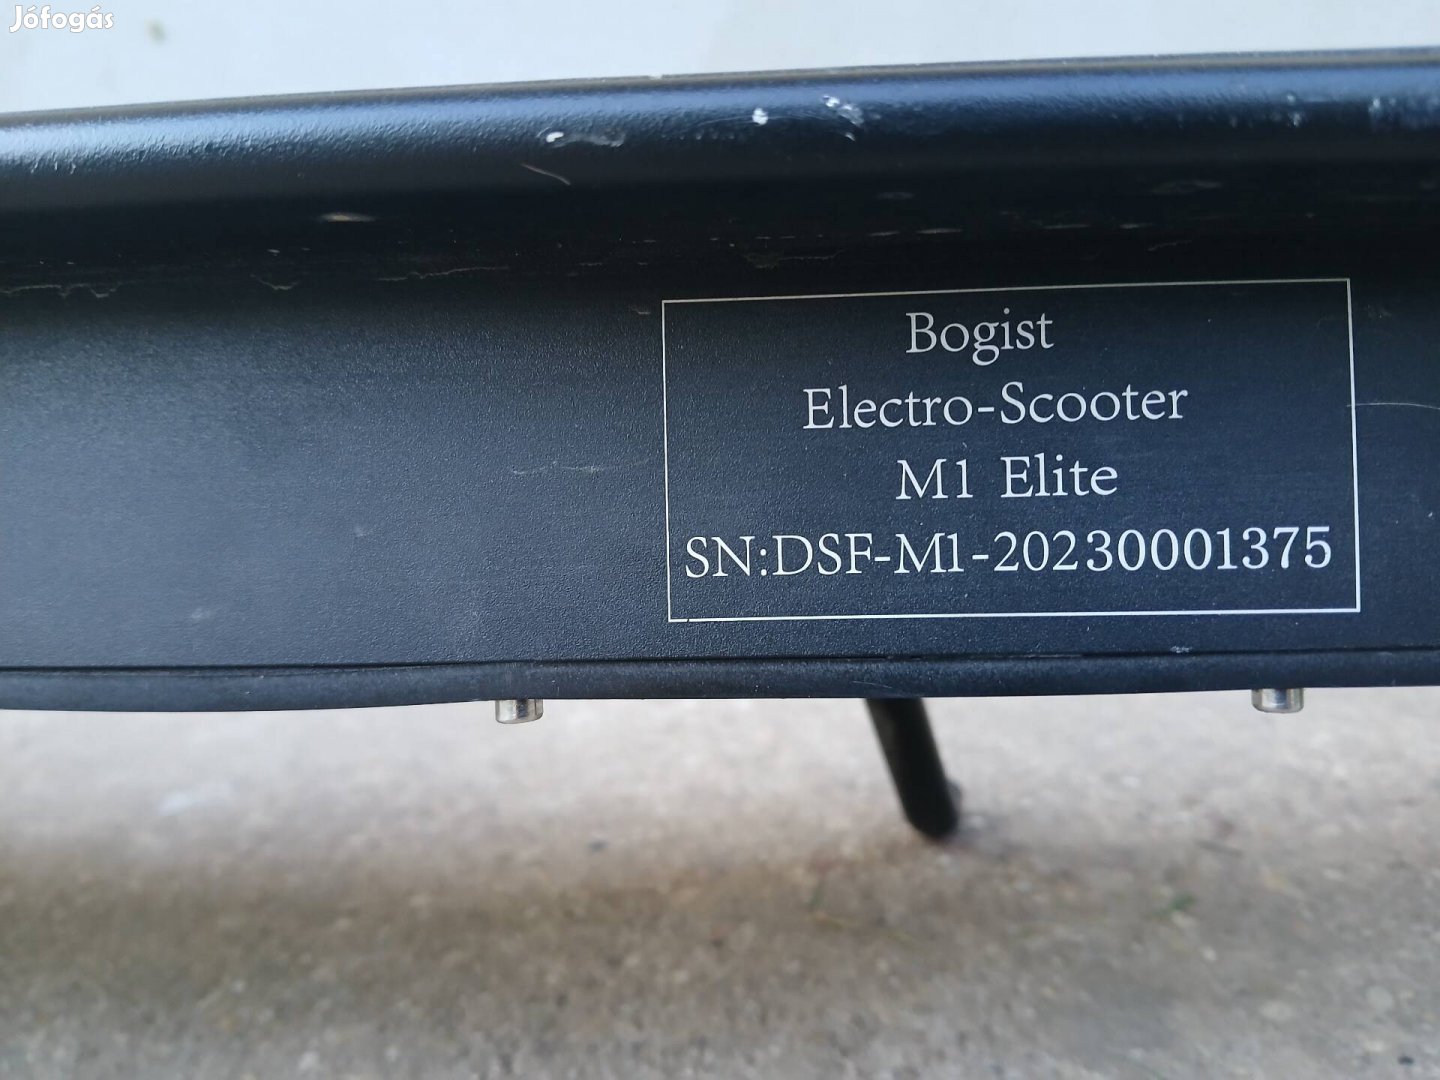 Jófogás
Bogist
Electro-Scooter
M1 Elite
SN:DSF-M1-20230001375